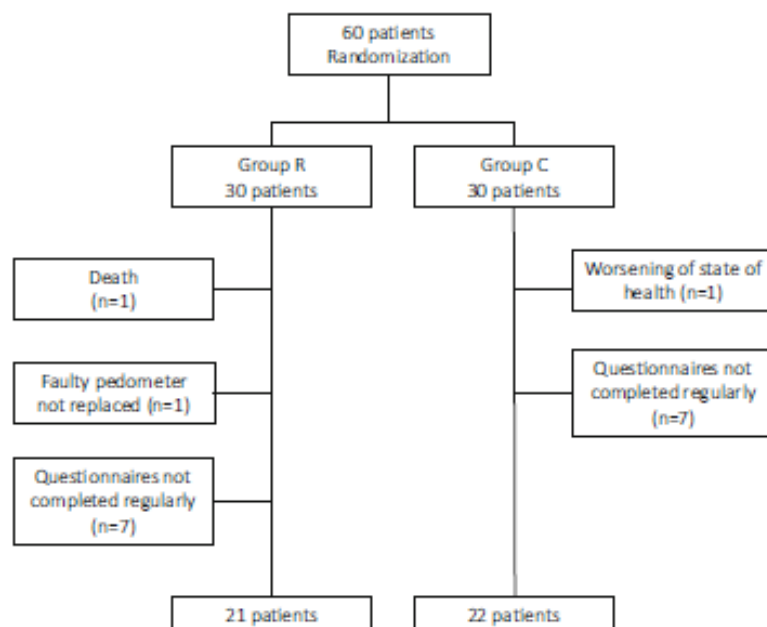 60 patients
Randomization
Group R
30 patients
Group C
30 patients
Death
(n=1)
Worsening of state of
health (n=1)
Faulty pedometer
not replaced (n=1)
Questionnaires not
completed regularly
(n=7)
Questionnaires not
completed regularly
(n=7)
21 patients
22 patients